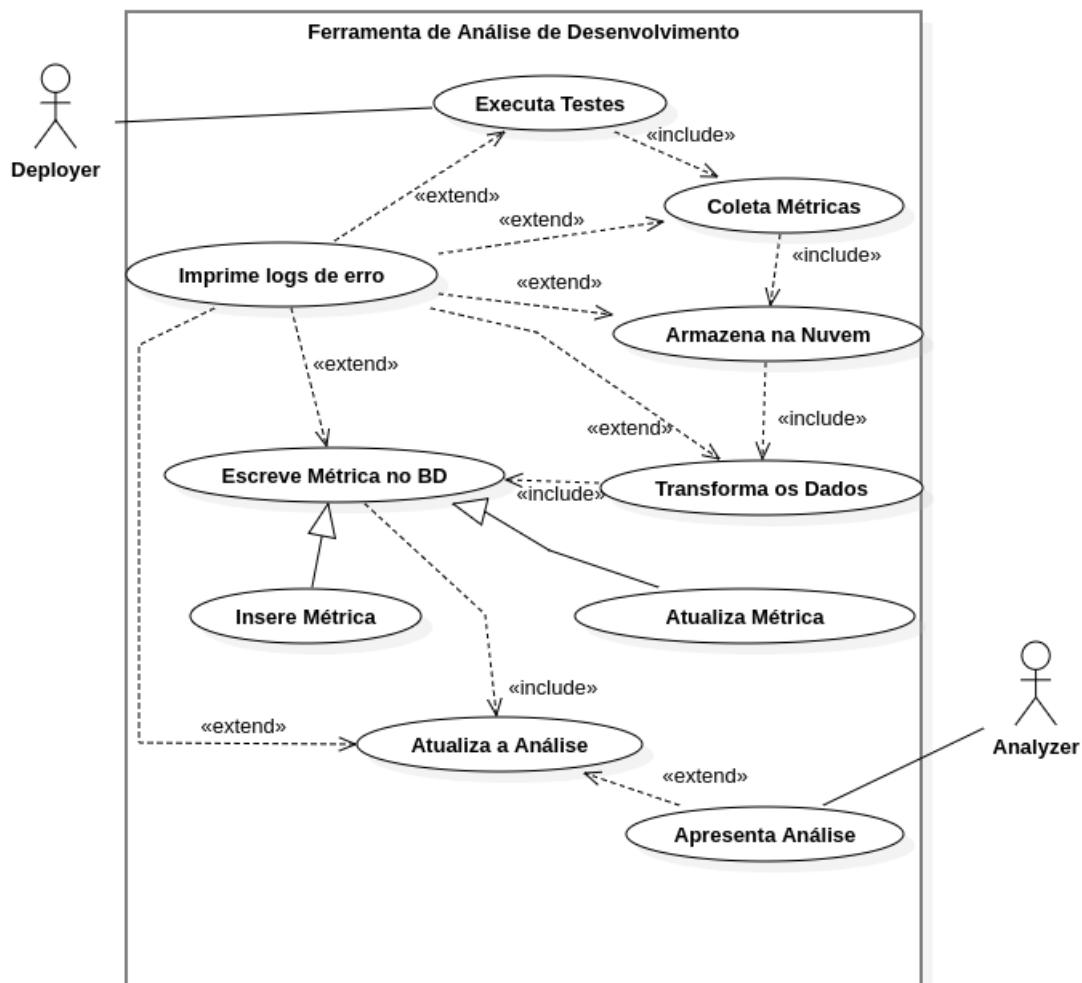 Ferramenta de Análise de Desenvolvimento
Executa Testes
«include»
Deployer
«extend»
Coleta Métricas
«extend»
«include»
Imprime logs de erro
«extend»
Armazena na Nuvem
«extend»
«include»
«extend»
Escreve Métrica no BD
Transforma os Dados
«include»
Insere Métrica
Atualiza Métrica
«include»
«extend»
Atualiza a Análise
Analyzer
«extend»
Apresenta Análise